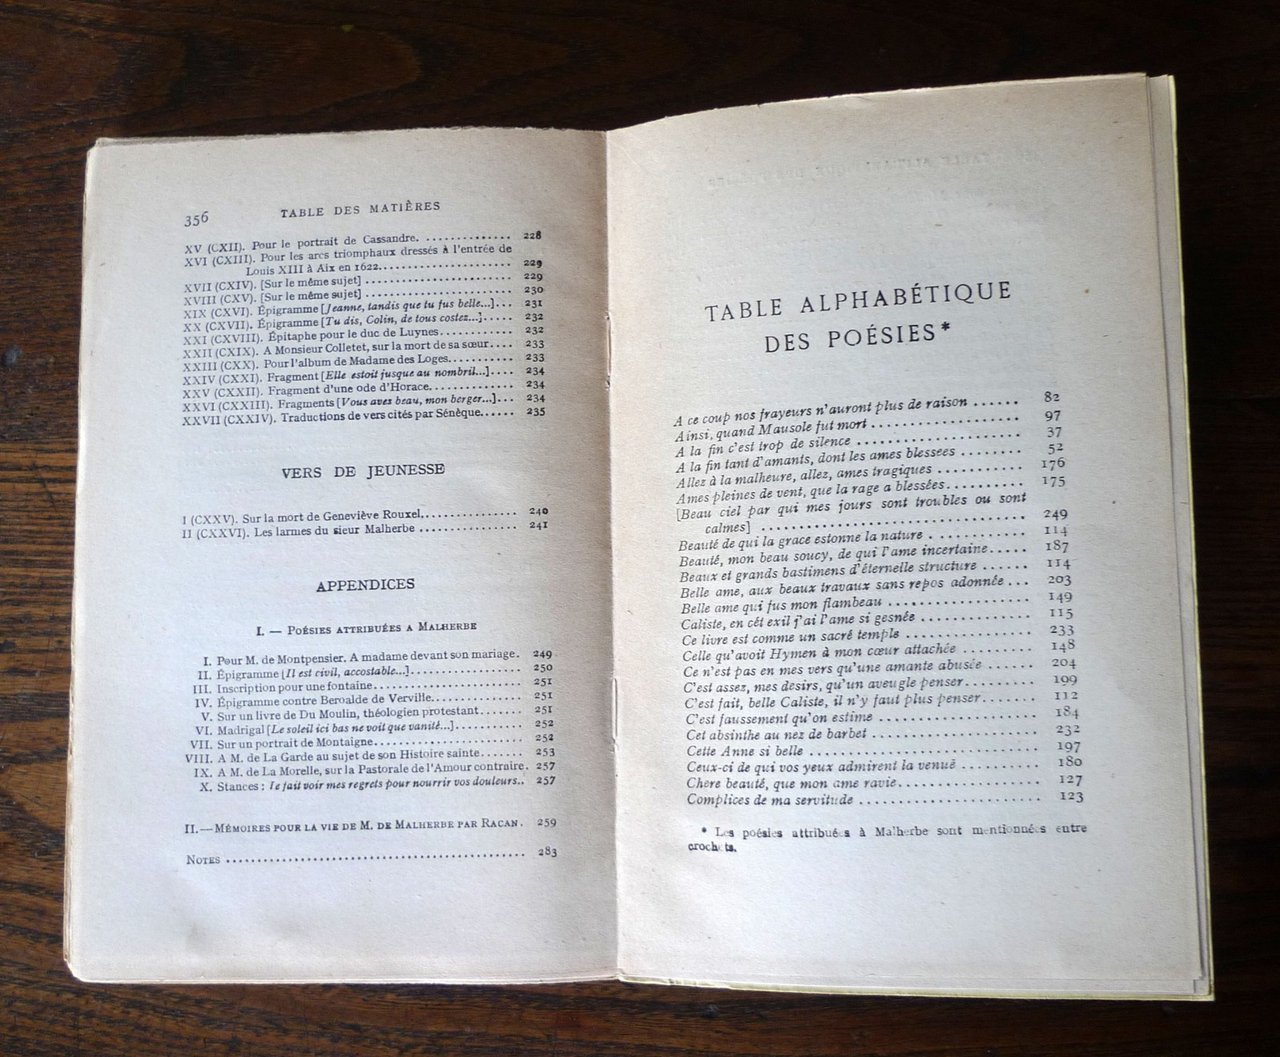 356 TABLE DES MATIÈRES
XV (CXII). Pour le portrait de Cassandre. ............. 228
XVI (CXIII). Pour les arcs triomphaux dressés à l'entrée de
Louis XIII à Aix en 1622.................... 229
XVII (CXIV). [Sur le même sujet] ...................... 229
XVIII (CXV). [Sur le même sujet] ...................... 230
XIX (CXVI). Épigramme [Jeanne, tandis que tu fus belle...]... 231
XX (CXVII). Épigramme [Tu dis, Colin, de tous costez...]..... 232
XXI (CXVIII). Épitaphe pour le duc de Luynes........... 232
XXII (CXIX). A Monsieur Colletet, sur la mort de sa sœur.... 233
XXIII (CXX). Pour l'album de Madame des Loges.......... 233
XXIV (CXXI). Fragment [Elle estoit jusque au nombril...].... 234
XXV (CXXII). Fragment d'une ode d'Horace............. 234
XXVI (CXXIII). Fragments [Vous aves beau, mon berger...]... 234
XXVII (CXXIV). Traductions de vers cités par Sénèque...... 235
VERS DE JEUNESSE
I (CXXV). Sur la mort de Geneviève Rouxel............... 240
II (CXXVI). Les larmes du sieur Malherbe ................ 241
APPENDICES
I. — POÉSIES ATTRIBUÉES A MALHERBE
I. Pour M. de Montpensier. A madame devant son mariage. 249
II. Épigramme [Il est civil, accostable...]................. 250
III. Inscription pour une fontaine...................... 251
IV. Épigramme contre Beroalde de Verville............... 251
V. Sur un livre de Du Moulin, théologien protestant....... 251
VI. Madrigal [Le soleil ici bas ne voit que vanité...].......... 252
VII. Sur un portrait de Montaigne...................... 252
VIII. A M. de La Garde au sujet de son Histoire sainte....... 253
IX. A M. de La Morelle, sur la Pastorale de l'Amour contraire. 257
X. Stances : Ie fait voir mes regrets pour nourrir vos douleurs.. 257
II.—MÉMOIRES POUR LA VIE DE M. DE MALHERBE PAR RACAN. 259
NOTES ............................................ 283
TABLE ALPHABÉTIQUE
DES POÉSIES*
A ce coup nos frayeurs n'auront plus de raison ...... 82
Ainsi, quand Mausole fut mort .................... 97
A la fin c'est trop de silence ...................... 37
A la fin tant d'amants, dont les ames blessees ........ 52
Allez à la malheure, allez, ames tragiques ........... 176
Ames pleines de vent, que la rage a blessées.......... 175
[Beau ciel par qui mes jours sont troubles ou sont
calmes] ................................. 249
Beauté de qui la grace estonne la nature ............ 114
Beauté, mon beau soucy, de qui l'ame incertaine..... 187
Beaux et grands bastimens d'éternelle structure ...... 114
Belle ame, aux beaux travaux sans repos adonnée... 203
Belle ame qui fus mon flambeau .................. 149
Caliste, en cét exil j'ai l'ame si gesnée ............. 115
Ce livre est comme un sacré temple ................ 233
Celle qu'avoit Hymen à mon cœur attachée ......... 148
Ce n'est pas en mes vers qu'une amante abusée ...... 204
C'est assez, mes desirs, qu'un aveugle penser........ 199
C'est fait, belle Caliste, il n'y faut plus penser....... 112
C'est faussement qu'on estime .................... 184
Cet absinthe au nez de barbet ..................... 232
Cette Anne si belle .............................. 197
Ceux-ci de qui vos yeux admirent la venuë .......... 180
Chere beauté, que mon ame ravie.................. 127
Complices de ma servitude ........................ 123
* Les poésies attribuées à Malherbe sont mentionnées entre
crochets.